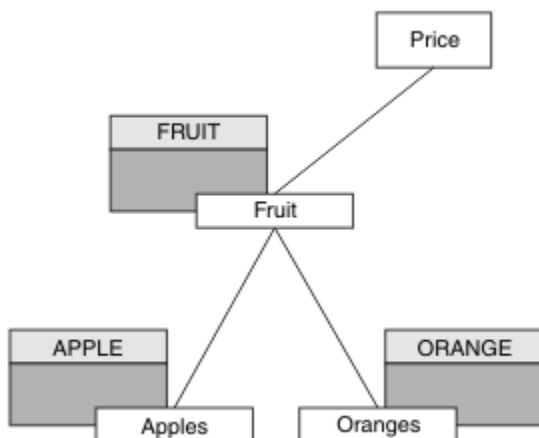 Price
FRUIT
Fruit
APPLE
ORANGE
Apples
Oranges